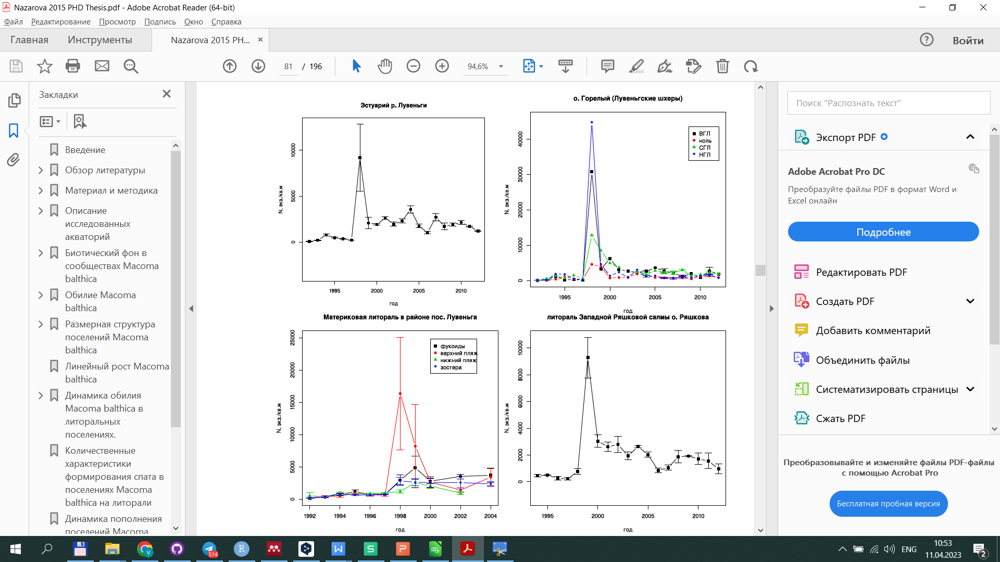 Nazarova 2015 PHD Thesis.pdf - Adobe Acrobat Reader (64-bit)
Файл Редактирование Просмотр Подпись Окно Справка
Главная Инструменты Nazarova 2015 PH... × Войти
81 / 196 94,6%
Закладки
Введение
Обзор литературы
Материал и методика
Описание
исследованных
акваторий
Биотический фон в
сообществах Macoma
balthica
Обилие Macoma
balthica
Размерная структура
поселений Macoma
balthica
Линейный рост Macoma
balthica
Динамика обилия
Macoma balthica в
литоральных
поселениях.
Количественные
характеристики
формирования спата в
поселениях Macoma
balthica на литорали
Динамика пополнения
поселений Macoma
Эстуарий р. Лувеньги
N, экз./кв.м
10000
5000
0
1995 2000 2005 2010
год
о. Горелый (Лувеньгские шхеры)
N, экз./кв.м
40000
30000
20000
10000
0
ВГЛ
ноль
СГЛ
НГЛ
1995 2000 2005 2010
год
Материковая литораль в районе пос. Лувеньга
N, экз./кв.м
25000
20000
15000
10000
5000
0
фукоиды
верхний пляж
нижний пляж
зостера
1992 1994 1996 1998 2000 2002 2004
год
литораль Западной Ряшковой салмы о. Ряшкова
N, экз./кв.м
10000
8000
6000
4000
2000
0
1995 2000 2005 2010
год
Поиск "Распознать текст"
Экспорт PDF
Adobe Acrobat Pro DC
Преобразуйте файлы PDF в формат Word и
Excel онлайн
Подробнее
Редактировать PDF
Создать PDF
Добавить комментарий
Объединить файлы
Систематизировать страницы
Сжать PDF
Преобразовывайте и изменяйте файлы PDF-файлы
с помощью Acrobat Pro
Бесплатная пробная версия
514
ENG
10:53
11.04.2023
2